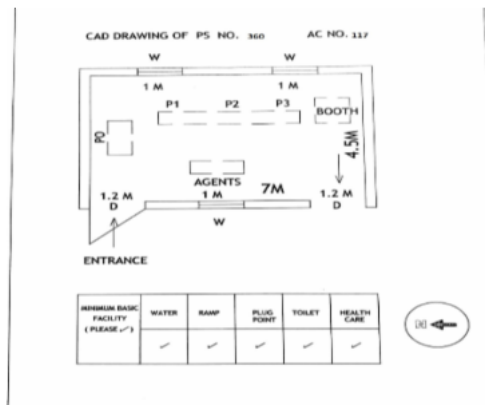 CAD DRAWING OF PS NO. 360 AC NO. 117
W W
1 M 1 M
P1 P2 P3
BOOTH
PO
4.5M
AGENTS
1.2 M 1 M 7M 1.2 M
D W D
ENTRANCE
MINIMUM BASIC FACILITY (PLEASE ✓) WATER RAMP PLUG POINT TOILET HEALTH CARE
✓ ✓ ✓ ✓ ✓